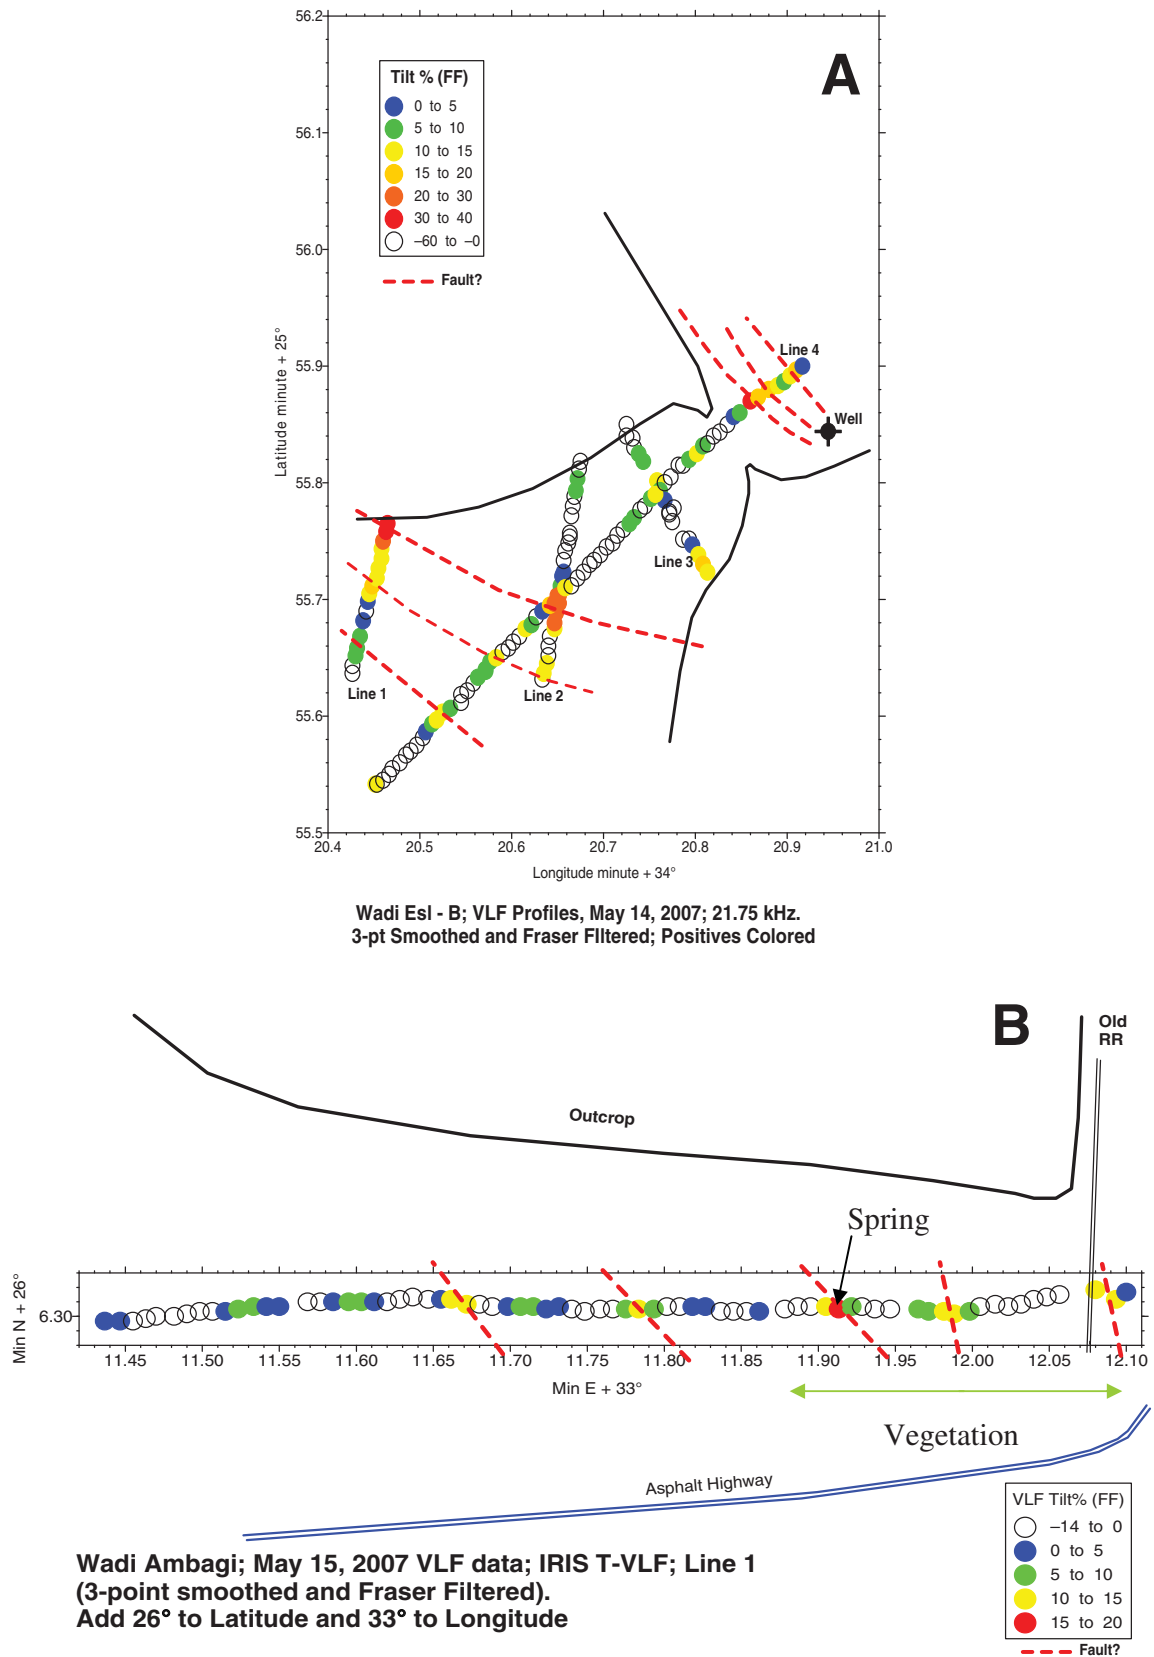 A
56.2
56.1
56.0
55.9
55.8
55.7
55.6
55.5
Latitude minute + 25°
Tilt % (FF)
0 to 5
5 to 10
10 to 15
15 to 20
20 to 30
30 to 40
–60 to –0
Fault?
Line 4
Well
Line 3
Line 1
Line 2
20.4 20.5 20.6 20.7 20.8 20.9 21.0
Longitude minute + 34°
Wadi Esl - B; VLF Profiles, May 14, 2007; 21.75 kHz.
3-pt Smoothed and Fraser FIltered; Positives Colored
B
Old
RR
Outcrop
Spring
Min N + 26°
6.30
11.45 11.50 11.55 11.60 11.65 11.70 11.75 11.80 11.85 11.90 11.95 12.00 12.05 12.10
Min E + 33°
Vegetation
Asphalt Highway
VLF Tilt% (FF)
–14 to 0
0 to 5
5 to 10
10 to 15
15 to 20
Fault?
Wadi Ambagi; May 15, 2007 VLF data; IRIS T-VLF; Line 1
(3-point smoothed and Fraser Filtered).
Add 26° to Latitude and 33° to Longitude